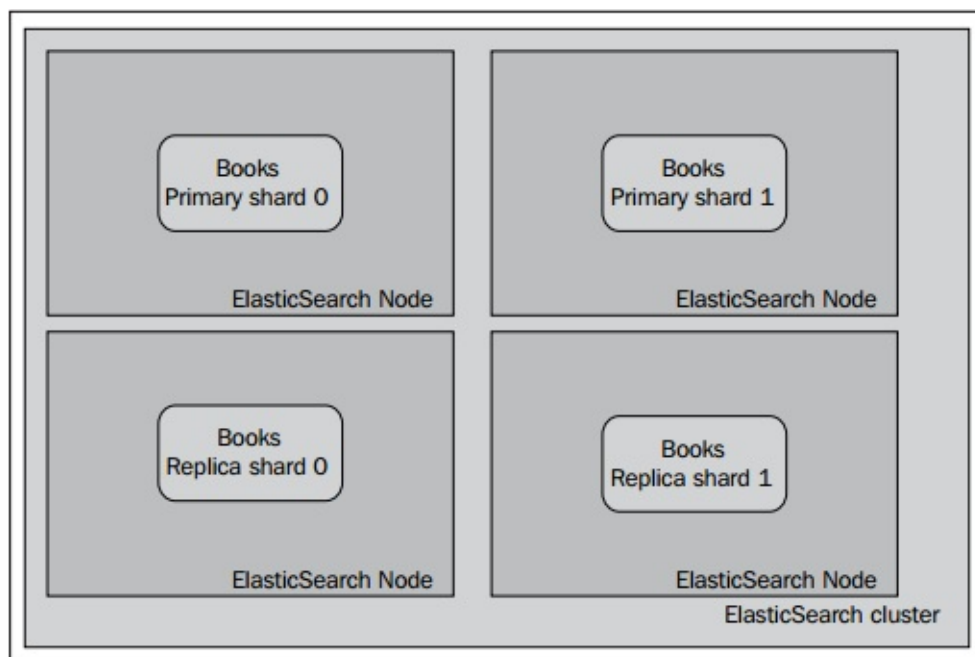 Books
Primary shard 0
ElasticSearch Node
Books
Primary shard 1
ElasticSearch Node
Books
Replica shard 0
ElasticSearch Node
Books
Replica shard 1
ElasticSearch Node
ElasticSearch cluster